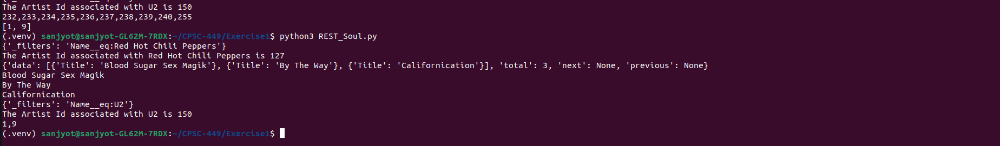 The Artist Id associated with U2 is 150
232,233,234,235,236,237,238,239,240,255
[1, 9]
(.venv) sanjyot@sanjyot-GL62M-7RDX:~/CPSC-449/Exercise1$ python3 REST_Soul.py
{'_filters': 'Name__eq:Red Hot Chili Peppers'}
The Artist Id associated with Red Hot Chili Peppers is 127
{'data': [{'Title': 'Blood Sugar Sex Magik'}, {'Title': 'By The Way'}, {'Title': 'Californication'}], 'total': 3, 'next': None, 'previous': None}
Blood Sugar Sex Magik
By The Way
Californication
{'_filters': 'Name__eq:U2'}
The Artist Id associated with U2 is 150
1,9
(.venv) sanjyot@sanjyot-GL62M-7RDX:~/CPSC-449/Exercise1$